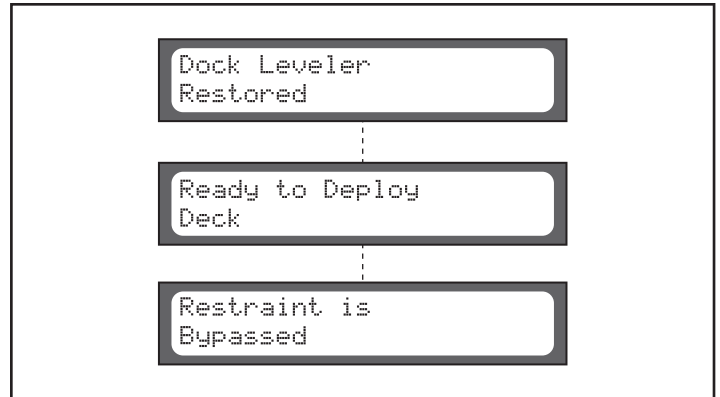 Dock Leveler
Restored
Ready to Deploy
Deck
Restraint is
Bypassed